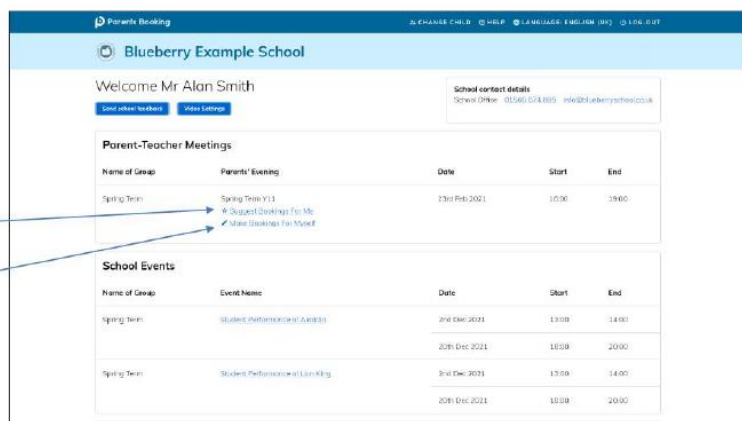 Parents Booking
CHANGE CHILD HELP LANGUAGE: ENGLISH (UK) LOG OUT
Blueberry Example School
Welcome Mr Alan Smith
Send school feedback Video Settings
School contact details
School Office
Parent-Teacher Meetings
Name of Group Parents' Evening Date Start End
Spring Term Spring Term Y11 23rd Feb 2021 19:00
Suggest Bookings For Me
Make Bookings For Myself
School Events
Name of Group Event Name Date Start End
Spring Term Student Performance of Aladdin 2nd Dec 2021 13:00 14:00
20th Dec 2021 18:00 20:00
Spring Term Student Performance of Lion King 2nd Dec 2021 13:00 14:00
20th Dec 2021 20:00